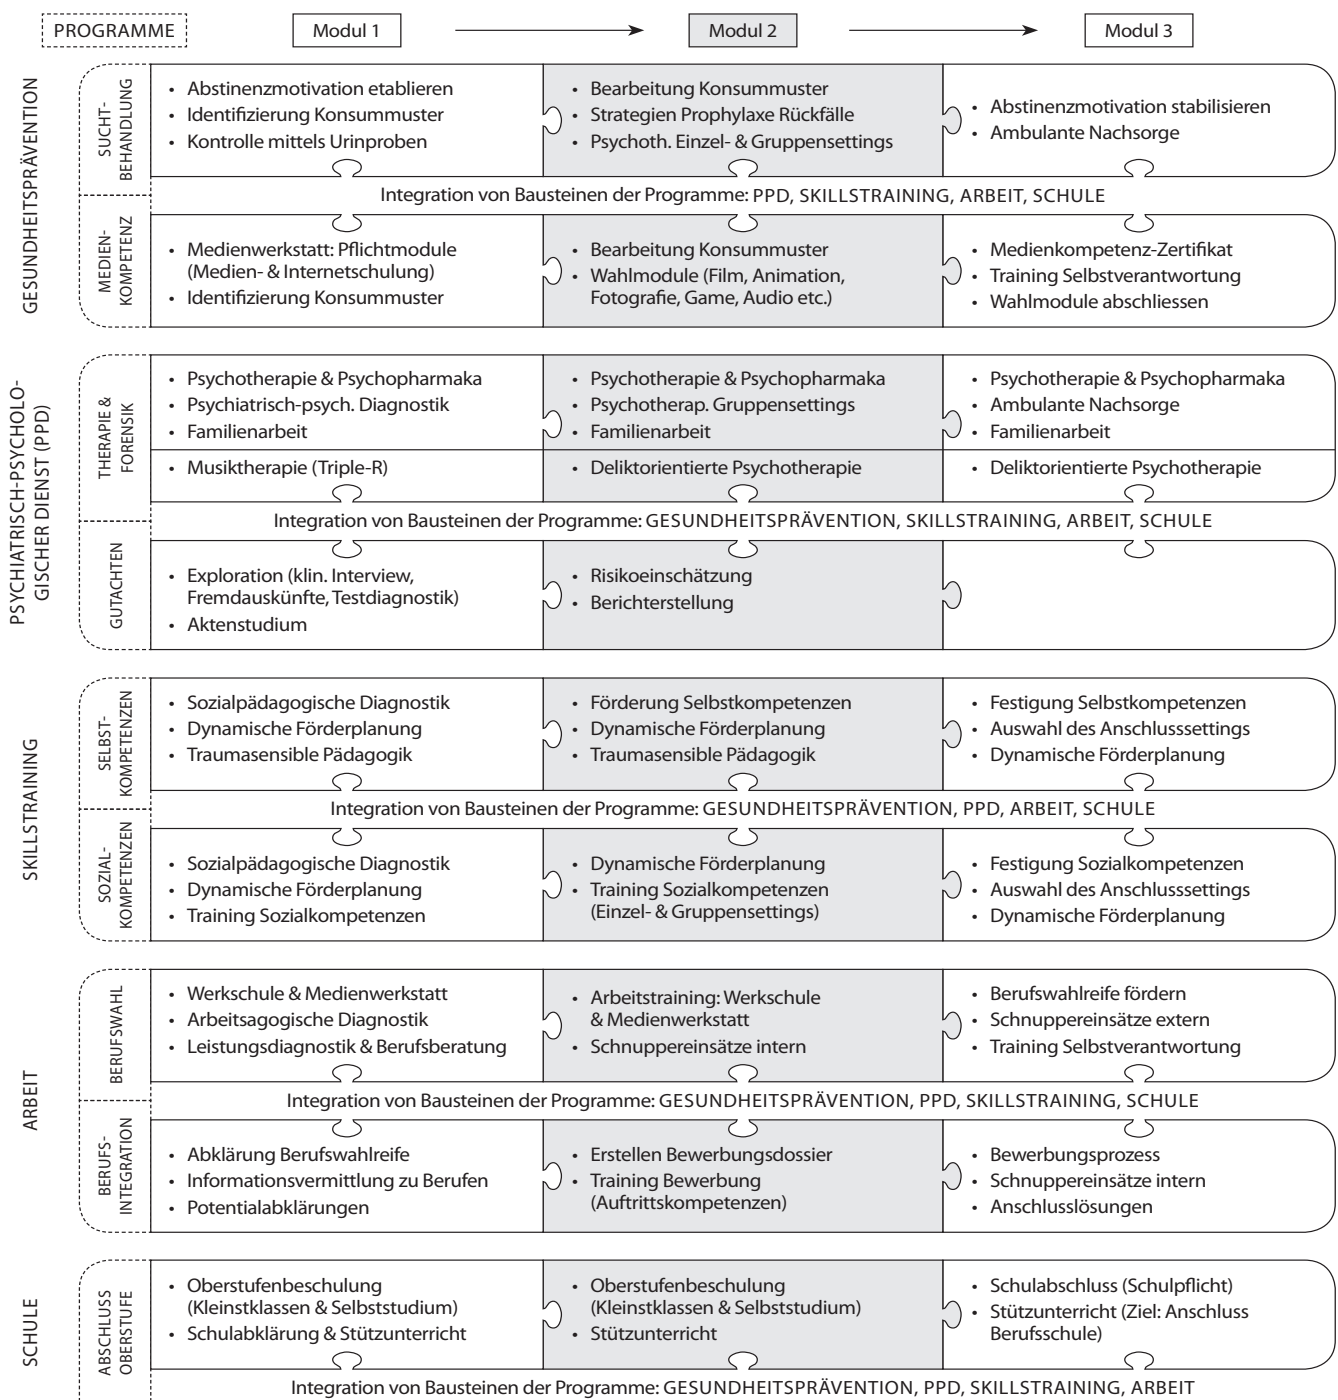 PROGRAMME
Modul 1
Modul 2
Modul 3
GESUNDHEITSPRÄVENTION
SUCHT-
BEHANDLUNG
• Abstinenzmotivation etablieren
• Identifizierung Konsummuster
• Kontrolle mittels Urinproben
• Bearbeitung Konsummuster
• Strategien Prophylaxe Rückfälle
• Psychoth. Einzel- & Gruppensettings
• Abstinenzmotivation stabilisieren
• Ambulante Nachsorge
Integration von Bausteinen der Programme: PPD, SKILLSTRAINING, ARBEIT, SCHULE
MEDIEN-
KOMPETENZ
• Medienwerkstatt: Pflichtmodule
(Medien- & Internetschulung)
• Identifizierung Konsummuster
• Bearbeitung Konsummuster
• Wahlmodule (Film, Animation,
Fotografie, Game, Audio etc.)
• Medienkompetenz-Zertifikat
• Training Selbstverantwortung
• Wahlmodule abschliessen
PSYCHIATRISCH-PSYCHOLO-
GISCHER DIENST (PPD)
THERAPIE &
FORENSIK
• Psychotherapie & Psychopharmaka
• Psychiatrisch-psych. Diagnostik
• Familienarbeit
• Musiktherapie (Triple-R)
• Psychotherapie & Psychopharmaka
• Psychotherap. Gruppensettings
• Familienarbeit
• Deliktorientierte Psychotherapie
• Psychotherapie & Psychopharmaka
• Ambulante Nachsorge
• Familienarbeit
• Deliktorientierte Psychotherapie
Integration von Bausteinen der Programme: GESUNDHEITSPRÄVENTION, SKILLSTRAINING, ARBEIT, SCHULE
GUTACHTEN
• Exploration (klin. Interview,
Fremdauskünfte, Testdiagnostik)
• Aktenstudium
• Risikoeinschätzung
• Berichterstellung
SKILLSTRAINING
SELBST-
KOMPETENZEN
• Sozialpädagogische Diagnostik
• Dynamische Förderplanung
• Traumasensible Pädagogik
• Förderung Selbstkompetenzen
• Dynamische Förderplanung
• Traumasensible Pädagogik
• Festigung Selbstkompetenzen
• Auswahl des Anschlusssettings
• Dynamische Förderplanung
Integration von Bausteinen der Programme: GESUNDHEITSPRÄVENTION, PPD, ARBEIT, SCHULE
SOZIAL-
KOMPETENZEN
• Sozialpädagogische Diagnostik
• Dynamische Förderplanung
• Training Sozialkompetenzen
• Dynamische Förderplanung
• Training Sozialkompetenzen
(Einzel- & Gruppensettings)
• Festigung Sozialkompetenzen
• Auswahl des Anschlusssettings
• Dynamische Förderplanung
ARBEIT
BERUFSWAHL
• Werkschule & Medienwerkstatt
• Arbeitsagogische Diagnostik
• Leistungsdiagnostik & Berufsberatung
• Arbeitstraining: Werkschule
& Medienwerkstatt
• Schnuppereinsätze intern
• Berufswahlreife fördern
• Schnuppereinsätze extern
• Training Selbstverantwortung
Integration von Bausteinen der Programme: GESUNDHEITSPRÄVENTION, PPD, SKILLSTRAINING, SCHULE
BERUFS-
INTEGRATION
• Abklärung Berufswahlreife
• Informationsvermittlung zu Berufen
• Potentialabklärungen
• Erstellen Bewerbungsdossier
• Training Bewerbung
(Auftrittskompetenzen)
• Bewerbungsprozess
• Schnuppereinsätze intern
• Anschlusslösungen
SCHULE
ABSCHLUSS
OBERSTUFE
• Oberstufenbeschulung
(Kleinstklassen & Selbststudium)
• Schulabklärung & Stützunterricht
• Oberstufenbeschulung
(Kleinstklassen & Selbststudium)
• Stützunterricht
• Schulabschluss (Schulpflicht)
• Stützunterricht (Ziel: Anschluss
Berufsschule)
Integration von Bausteinen der Programme: GESUNDHEITSPRÄVENTION, PPD, SKILLSTRAINING, ARBEIT